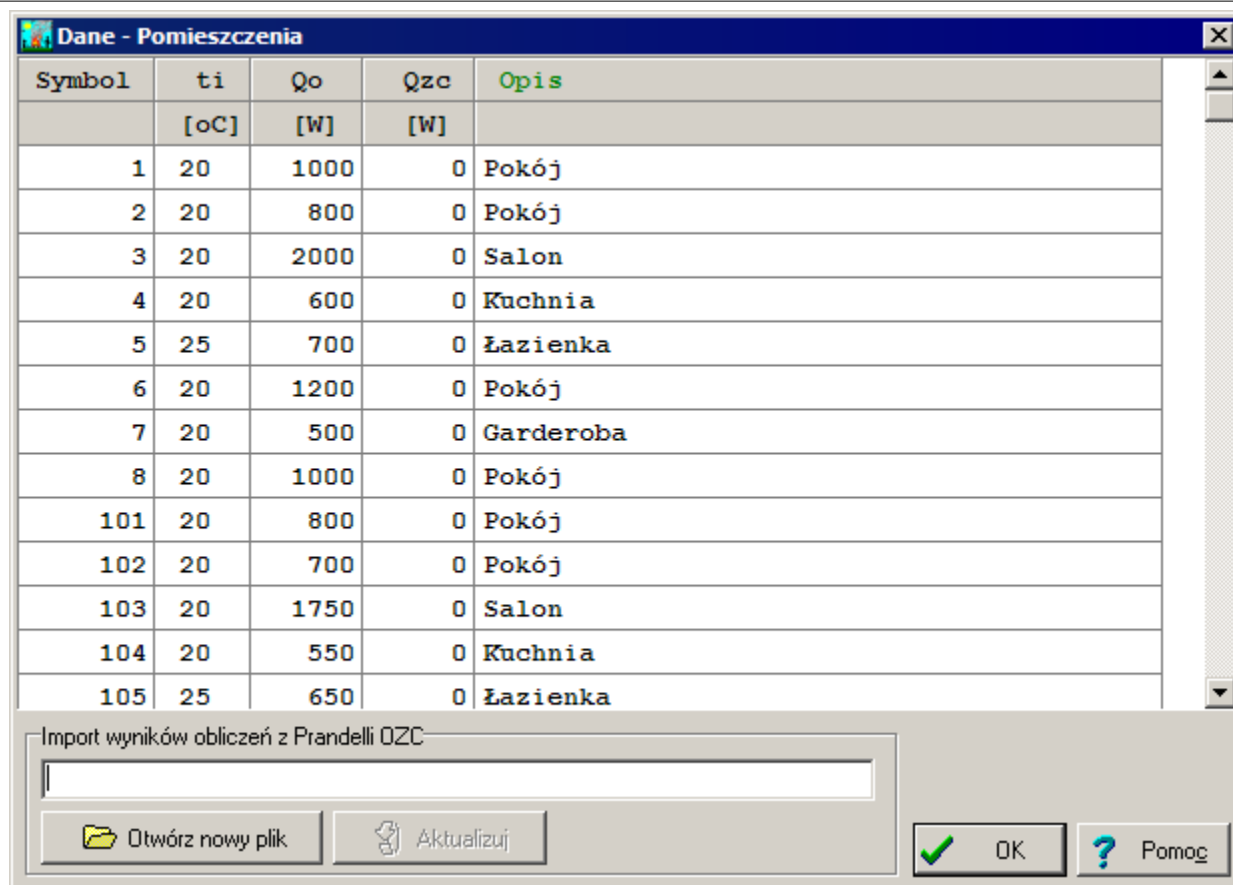 Dane - Pomieszczenia
Symbol ti Qo Qzc Opis
[oC] [W] [W]
1 20 1000 0 Pokój
2 20 800 0 Pokój
3 20 2000 0 Salon
4 20 600 0 Kuchnia
5 25 700 0 Łazienka
6 20 1200 0 Pokój
7 20 500 0 Garderoba
8 20 1000 0 Pokój
101 20 800 0 Pokój
102 20 700 0 Pokój
103 20 1750 0 Salon
104 20 550 0 Kuchnia
105 25 650 0 Łazienka
Import wyników obliczeń z Prandelli OZC
Otwórz nowy plik Aktualizuj OK Pomoc